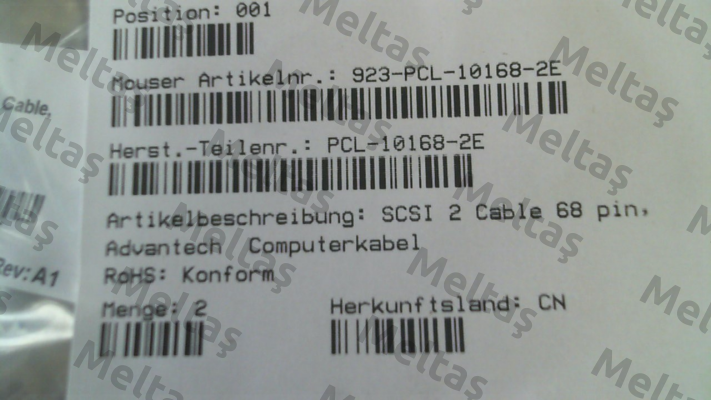 Position: 001
Mouser Artikelnr.: 923-PCL-10168-2E
Cable,
Herst.-Teilenr.: PCL-10168-2E
Artikelbeschreibung: SCSI 2 Cable 68 pin,
Advantech Computerkabel
Rev:A1
RoHS: Konform
Menge: 2
Herkunftsland: CN
Meltaş